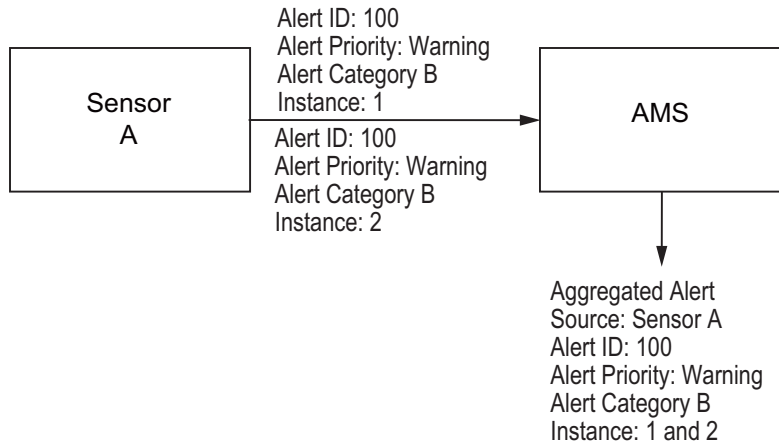 Alert ID: 100
Alert Priority: Warning
Alert Category B
Instance: 1
Sensor
A
AMS
Alert ID: 100
Alert Priority: Warning
Alert Category B
Instance: 2
Aggregated Alert
Source: Sensor A
Alert ID: 100
Alert Priority: Warning
Alert Category B
Instance: 1 and 2